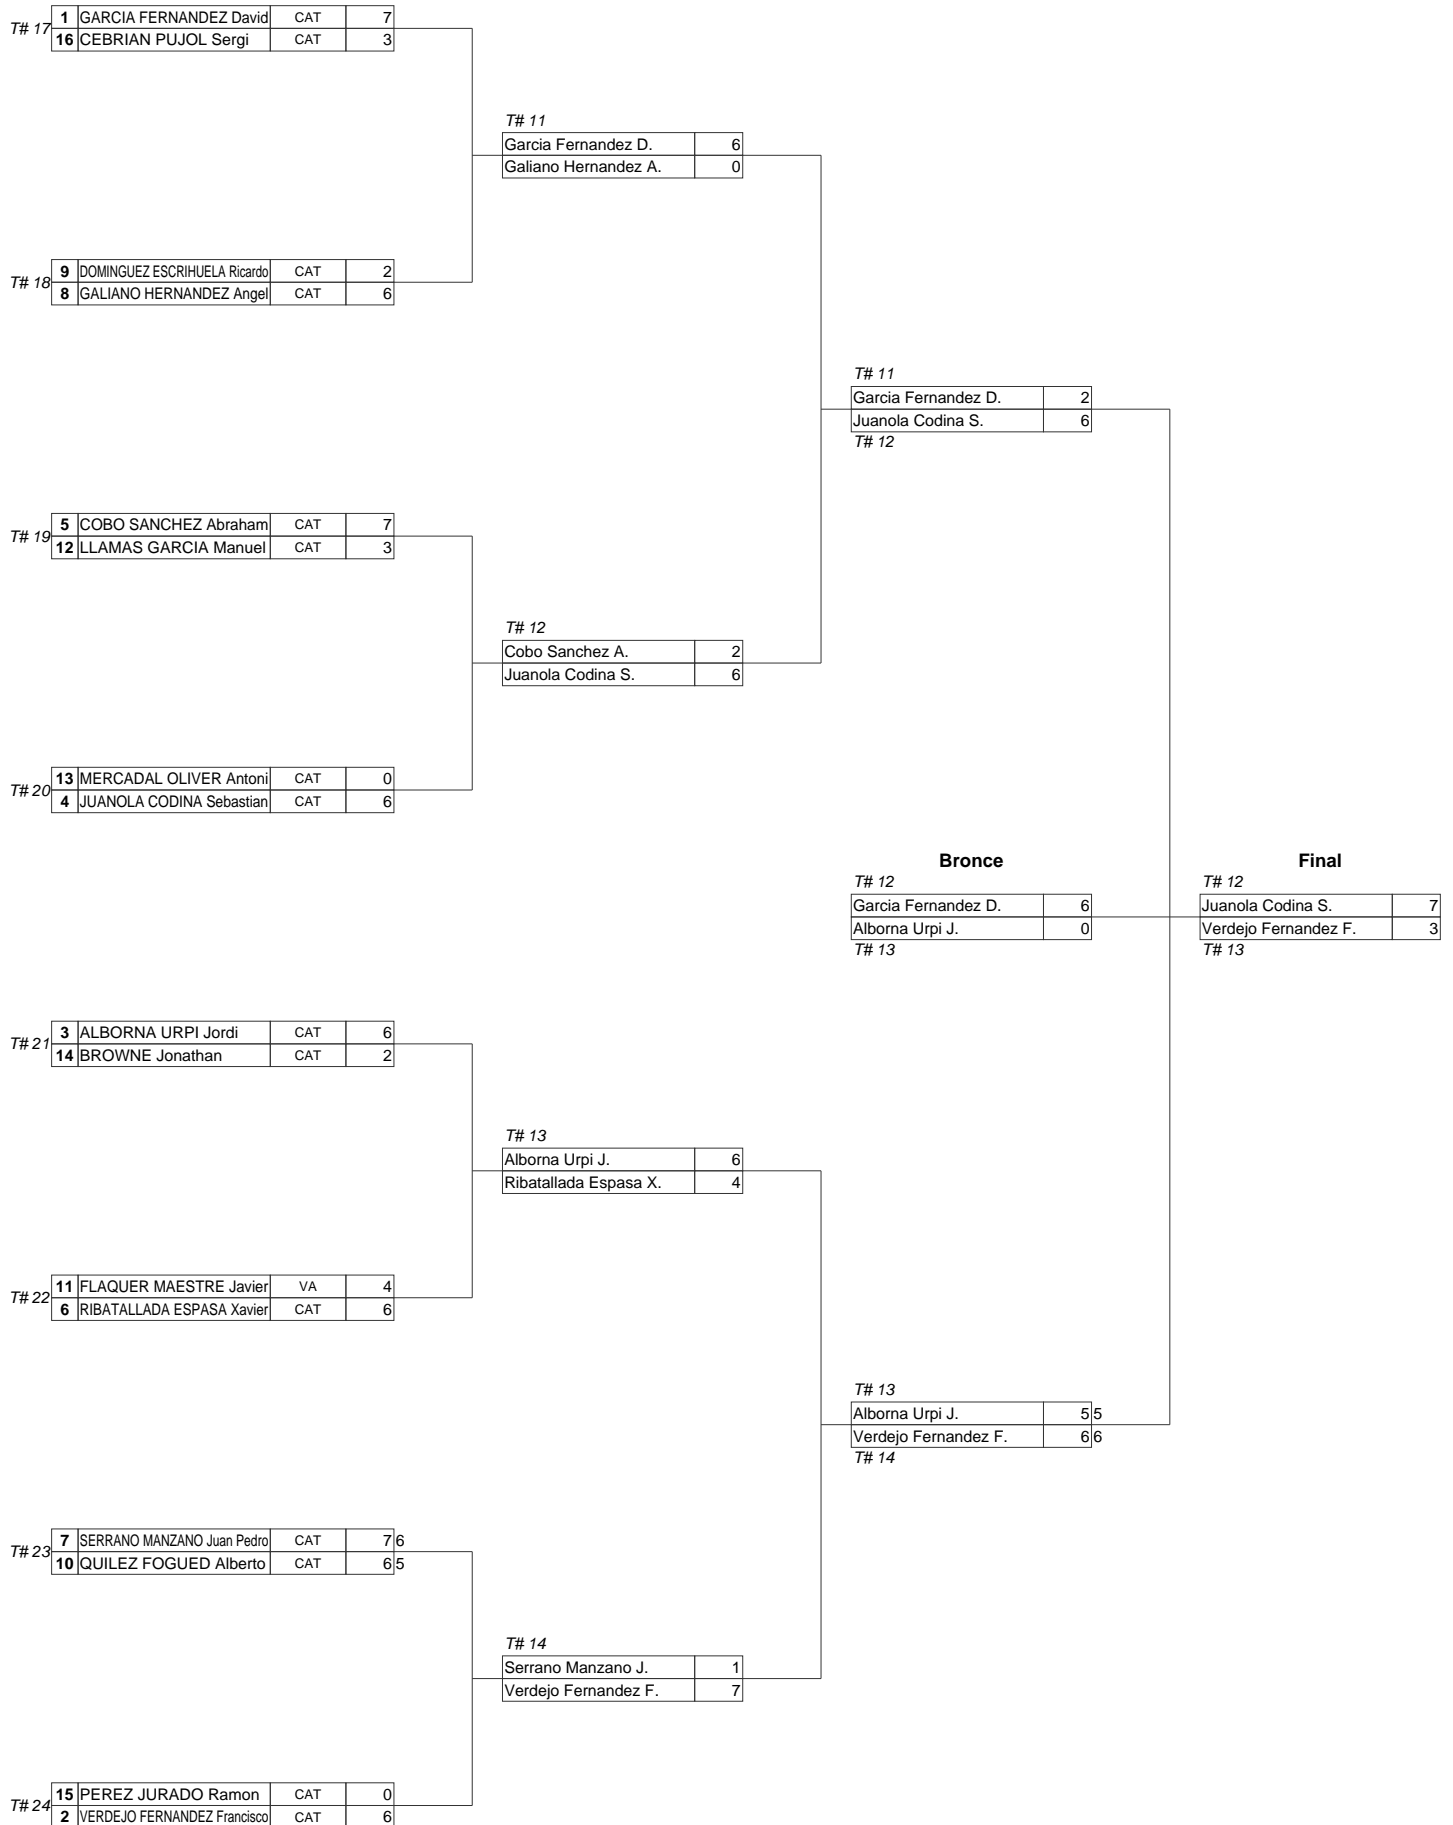 T# 17
1 GARCIA FERNANDEZ David CAT 7
16 CEBRIAN PUJOL Sergi CAT 3
T# 11
Garcia Fernandez D. 6
Galiano Hernandez A. 0
T# 18
9 DOMINGUEZ ESCRIHUELA Ricardo CAT 2
8 GALIANO HERNANDEZ Angel CAT 6
T# 11
Garcia Fernandez D. 2
Juanola Codina S. 6
T# 12
T# 19
5 COBO SANCHEZ Abraham CAT 7
12 LLAMAS GARCIA Manuel CAT 3
T# 12
Cobo Sanchez A. 2
Juanola Codina S. 6
T# 20
13 MERCADAL OLIVER Antoni CAT 0
4 JUANOLA CODINA Sebastian CAT 6
Bronce
T# 12
Garcia Fernandez D. 6
Alborna Urpi J. 0
T# 13
Final
T# 12
Juanola Codina S. 7
Verdejo Fernandez F. 3
T# 13
T# 21
3 ALBORNA URPI Jordi CAT 6
14 BROWNE Jonathan CAT 2
T# 13
Alborna Urpi J. 6
Ribatallada Espasa X. 4
T# 22
11 FLAQUER MAESTRE Javier VA 4
6 RIBATALLADA ESPASA Xavier CAT 6
T# 13
Alborna Urpi J. 5 5
Verdejo Fernandez F. 6 6
T# 14
T# 23
7 SERRANO MANZANO Juan Pedro CAT 7 6
10 QUILEZ FOGUED Alberto CAT 6 5
T# 14
Serrano Manzano J. 1
Verdejo Fernandez F. 7
T# 24
15 PEREZ JURADO Ramon CAT 0
2 VERDEJO FERNANDEZ Francisco CAT 6